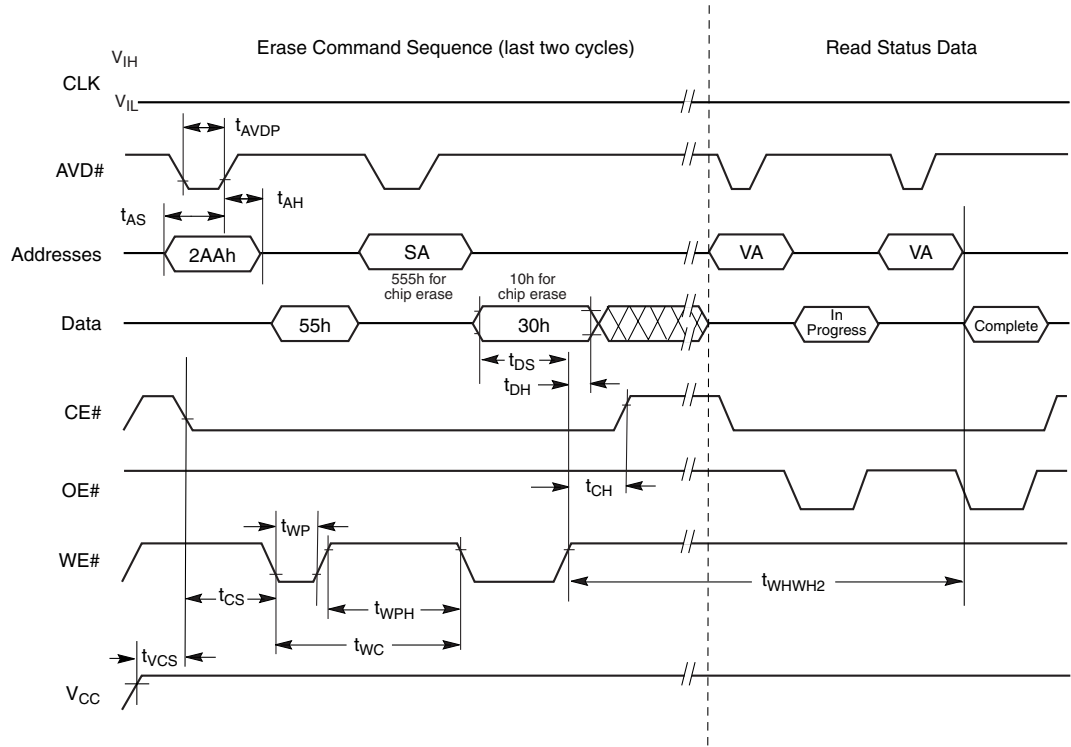 Erase Command Sequence (last two cycles)
Read Status Data
VIH
CLK
VIL
tAVDP
AVD#
tAH
tAS
Addresses
2AAh
SA
VA
VA
555h for
chip erase
10h for
chip erase
Data
55h
30h
In
Progress
Complete
tDS
tDH
CE#
OE#
tCH
tWP
WE#
tWHWH2
tCS
tWPH
tWC
tVCS
VCC